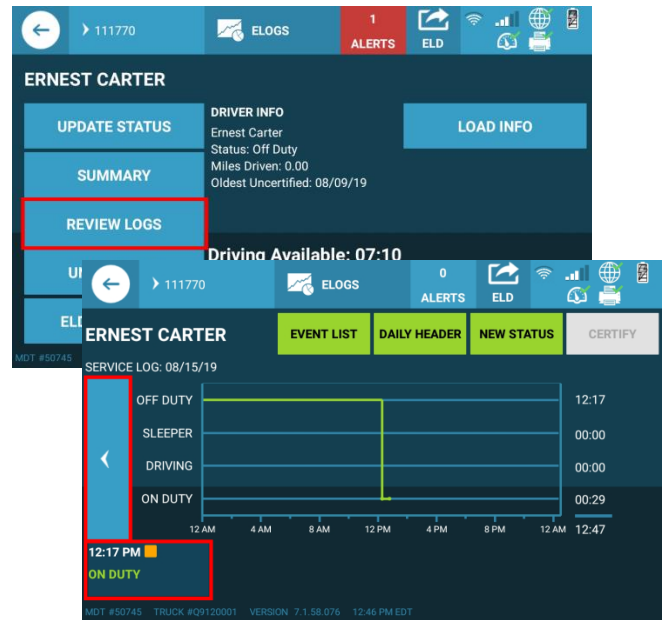 111770
ELOGS
1
ALERTS
ELD
ERNEST CARTER
UPDATE STATUS
SUMMARY
REVIEW LOGS
DRIVER INFO
Ernest Carter
Status: Off Duty
Miles Driven: 0.00
Oldest Uncertified: 08/09/19
LOAD INFO
Driving Available: 07:10
MDT #50745
111770
ELOGS
0
ALERTS
ELD
ERNEST CARTER
EVENT LIST
DAILY HEADER
NEW STATUS
CERTIFY
SERVICE LOG: 08/15/19
OFF DUTY 12:17
SLEEPER 00:00
DRIVING 00:00
ON DUTY 00:29
12 AM 4 AM 8 AM 12 PM 4 PM 8 PM 12 AM 12:47
12:17 PM
ON DUTY
MDT #50745 TRUCK #Q9120001 VERSION 7.1.58.076 12:46 PM EDT